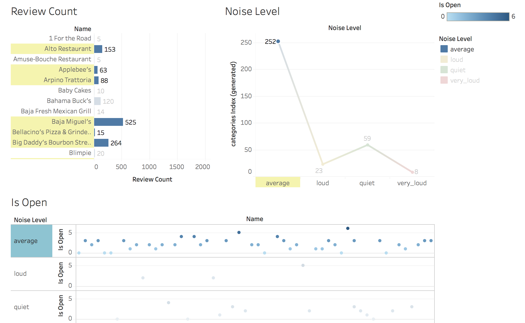 Review Count
Name
1 For the Road 5
Alto Restaurant 153
Amuse-Bouche Restaurant 5
Applebee's 63
Arpino Trattoria 88
Baby Cakes 10
Bahama Buck's 120
Baja Fresh Mexican Grill 14
Baja Miguel's 525
Bellacino's Pizza & Grinde.. 15
Big Daddy's Bourbon Stre.. 264
Blimpie 20
0 500 1000 1500 2000
Review Count
Noise Level
Noise Level
categories Index (generated)
250
200
150
100
50
0
252
23
59
8
average loud quiet very_loud
Is Open
0 6
Noise Level
average
loud
quiet
very_loud
Is Open
Noise Level Name
average Is Open 5 0
loud Is Open 5 0
quiet Is Open 5 0